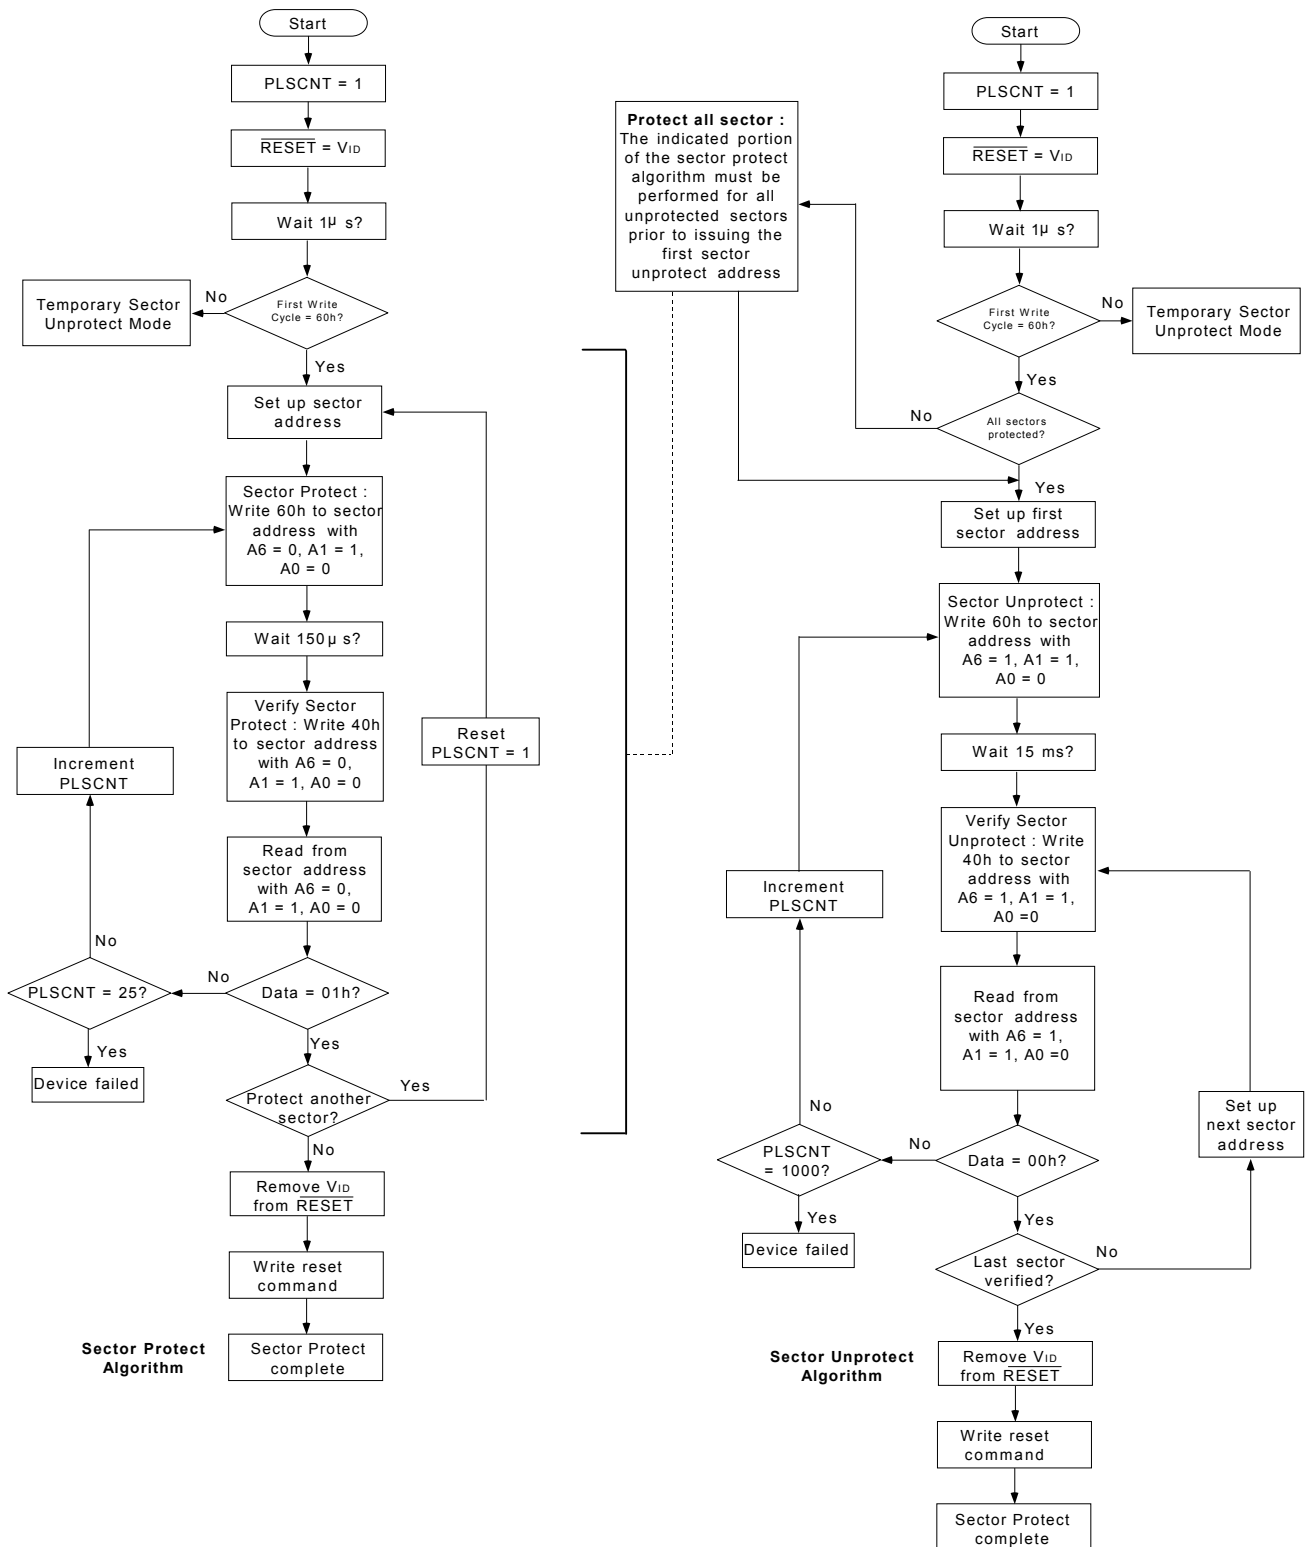 Start
PLSCNT = 1
RESET = VID
Wait 1µ s?
First Write
Cycle = 60h?
No
Temporary Sector
Unprotect Mode
Yes
Set up sector
address
Sector Protect :
Write 60h to sector
address with
A6 = 0, A1 = 1,
A0 = 0
Wait 150µ s?
Verify Sector
Protect : Write 40h
to sector address
with A6 = 0,
A1 = 1, A0 = 0
Reset
PLSCNT = 1
Increment
PLSCNT
Read from
sector address
with A6 = 0,
A1 = 1, A0 = 0
No
PLSCNT = 25?
No
Data = 01h?
Yes
Yes
Device failed
Protect another
sector?
Yes
No
Remove VID
from RESET
Write reset
command
Sector Protect
Algorithm
Sector Protect
complete
Protect all sector :
The indicated portion
of the sector protect
algorithm must be
performed for all
unprotected sectors
prior to issuing the
first sector
unprotect address
Start
PLSCNT = 1
RESET = VID
Wait 1µ s?
First Write
Cycle = 60h?
No
Temporary Sector
Unprotect Mode
Yes
No
All sectors
protected?
Yes
Set up first
sector address
Sector Unprotect :
Write 60h to sector
address with
A6 = 1, A1 = 1,
A0 = 0
Wait 15 ms?
Verify Sector
Unprotect : Write
40h to sector
address with
A6 = 1, A1 = 1,
A0 =0
Increment
PLSCNT
Read from
sector address
with A6 = 1,
A1 = 1, A0 =0
Set up
next sector
address
No
PLSCNT
= 1000?
No
Data = 00h?
Yes
Yes
Device failed
Last sector
verified?
No
Yes
Sector Unprotect
Algorithm
Remove VID
from RESET
Write reset
command
Sector Protect
complete